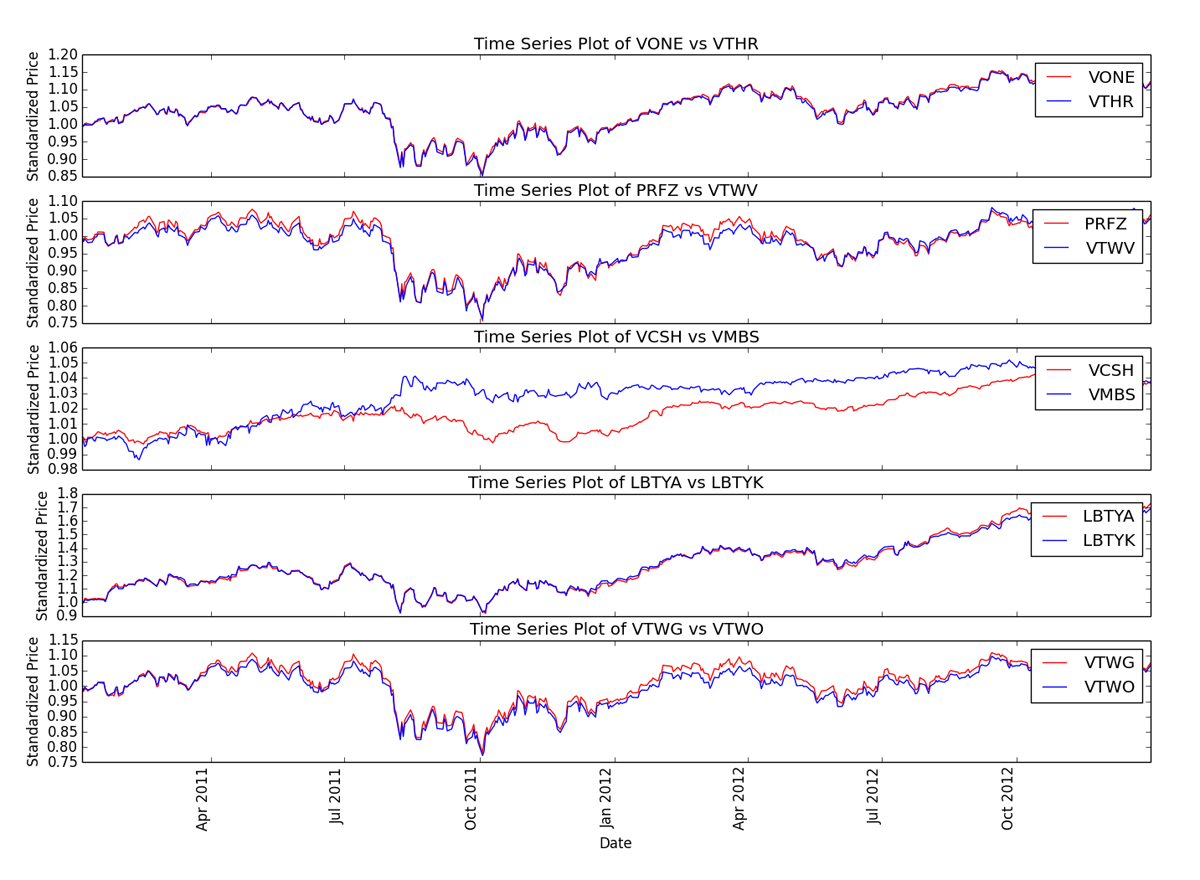 Time Series Plot of VONE vs VTHR
Standardized Price
1.20
1.15
1.10
1.05
1.00
0.95
0.90
0.85
VONE
VTHR
Time Series Plot of PRFZ vs VTWV
Standardized Price
1.10
1.05
1.00
0.95
0.90
0.85
0.80
0.75
PRFZ
VTWV
Time Series Plot of VCSH vs VMBS
Standardized Price
1.06
1.05
1.04
1.03
1.02
1.01
1.00
0.99
0.98
VCSH
VMBS
Time Series Plot of LBTYA vs LBTYK
Standardized Price
1.8
1.7
1.6
1.5
1.4
1.3
1.2
1.1
1.0
0.9
LBTYA
LBTYK
Time Series Plot of VTWG vs VTWO
Standardized Price
1.15
1.10
1.05
1.00
0.95
0.90
0.85
0.80
0.75
VTWG
VTWO
Apr 2011
Jul 2011
Oct 2011
Jan 2012
Apr 2012
Jul 2012
Oct 2012
Date